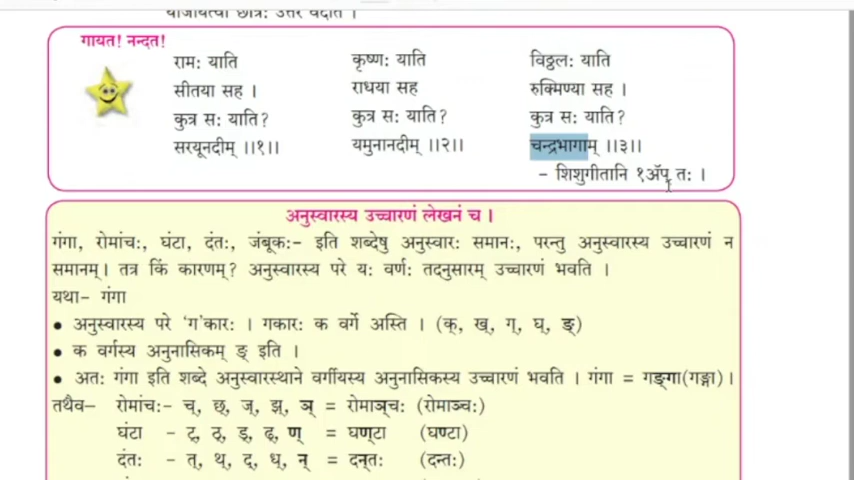 याजायत्वा छात्रः उत्तरं वदति ।
गायत! नन्दत!
रामः याति
सीतया सह ।
कुत्र सः याति?
सरयूनदीम् ।।१।।
कृष्णः याति
राधया सह
कुत्र सः याति?
यमुनानदीम् ।।२।।
विठ्ठलः याति
रुक्मिण्या सह ।
कुत्र सः याति?
चन्द्रभागाम् ।।३।।
- शिशुगीतानि १ॲप् तः ।
अनुस्वारस्य उच्चारणं लेखनं च ।
गंगा, रोमांचः, घंटा, दंतः, जंबूकः- इति शब्देषु अनुस्वारः समानः, परन्तु अनुस्वारस्य उच्चारणं न
समानम् । तत्र किं कारणम्? अनुस्वारस्य परे यः वर्णः तदनुसारम् उच्चारणं भवति ।
यथा- गंगा
• अनुस्वारस्य परे 'ग'कारः । गकारः क वर्गे अस्ति । (क्, ख्, ग्, घ्, ङ्)
• क वर्गस्य अनुनासिकम् ङ् इति ।
• अतः गंगा इति शब्दे अनुस्वारस्थाने वर्गीयस्य अनुनासिकस्य उच्चारणं भवति । गंगा = गङ्‌गा(गङ्गा) ।
तथैव- रोमांचः- च्, छ्, ज्, झ्, ञ् = रोमाञ्‌चः (रोमाञ्चः)
घंटा - ट्, ठ्, ड्, ढ्, ण् = घण्‌टा (घण्टा)
दंतः - त्, थ्, द्, ध्, न् = दन्‌तः (दन्तः)